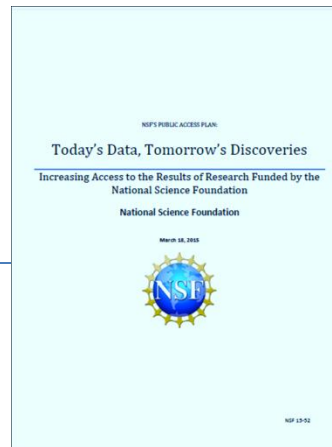 NSF'S PUBLIC ACCESS PLAN:
Today's Data, Tomorrow's Discoveries
Increasing Access to the Results of Research Funded by the
National Science Foundation
National Science Foundation
March 18, 2015
NSF
NSF 15-52